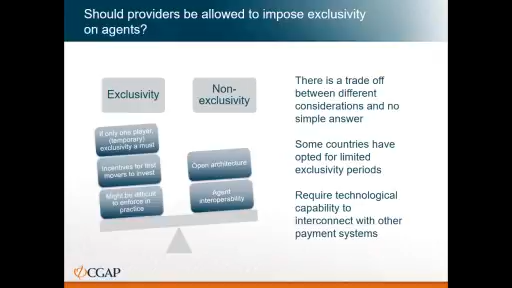 Should providers be allowed to impose exclusivity
on agents?
Exclusivity
Non-
exclusivity
If only one player,
(temporary)
exclusivity a must
Incentives for first
movers to invest
Might be difficult
to enforce in
practice
Open architecture
Agent
interoperability
There is a trade off
between different
considerations and no
simple answer
Some countries have
opted for limited
exclusivity periods
Require technological
capability to
interconnect with other
payment systems
CGAP